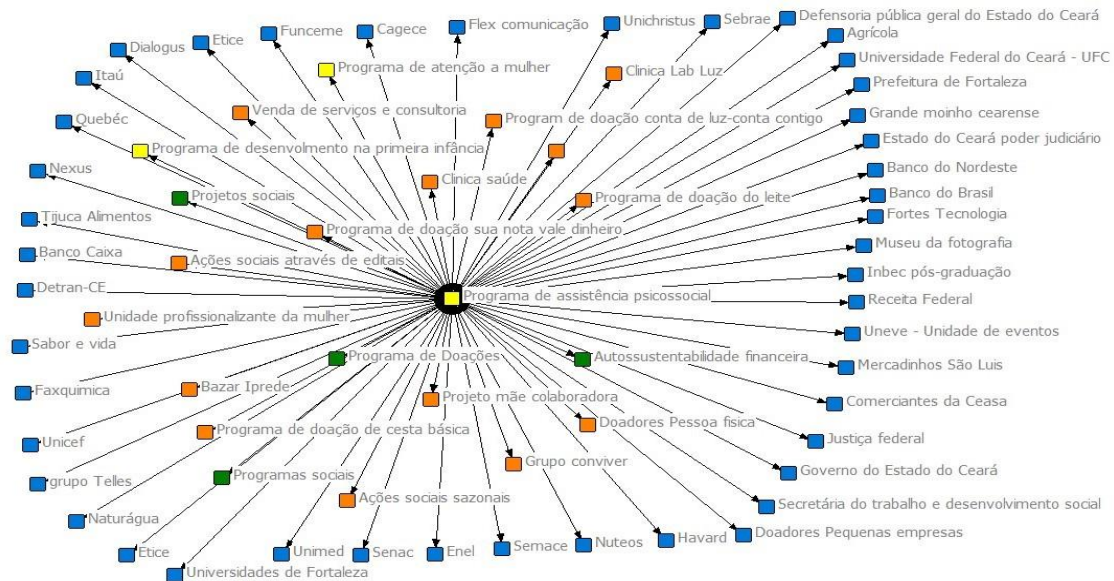 Defensoria pública geral do Estado do Ceará
Sebrae
Unichristus
Flex comunicação
Cagece
Funceme
Etice
Dialogus
Agrícola
Universidade Federal do Ceará - UFC
Programa de atenção a mulher
Clinica Lab Luz
Itaú
Prefeitura de Fortaleza
Venda de serviços e consultoria
Program de doação conta de luz-conta contigo
Grande moinho cearense
Quebéc
Estado do Ceará poder judiciário
Programa de desenvolmento na primeira infância
Nexus
Banco do Nordeste
Clinica saúde
Projetos sociais
Programa de doação do leite
Banco do Brasil
Tijuca Alimentos
Fortes Tecnologia
Programa de doação sua nota vale dinheiro
Museu da fotografia
Banco Caixa
Ações sociais através de editais
Inbec pós-graduação
Detran-CE
Programa de assistência psicossocial
Receita Federal
Unidade profissionalizante da mulher
Uneve - Unidade de eventos
Sabor e vida
Programa de Doações
Autossustentabilidade financeira
Mercadinhos São Luis
Faxquimica
Bazar Iprede
Projeto mãe colaboradora
Comerciantes da Ceasa
Doadores Pessoa fisica
Programa de doação de cesta básica
Justiça federal
Unicef
Grupo conviver
Governo do Estado do Ceará
grupo Telles
Programas sociais
Ações sociais sazonais
Secretária do trabalho e desenvolvimento social
Naturágua
Doadores Pequenas empresas
Havard
Nuteos
Semace
Enel
Senac
Unimed
Etice
Universidades de Fortaleza